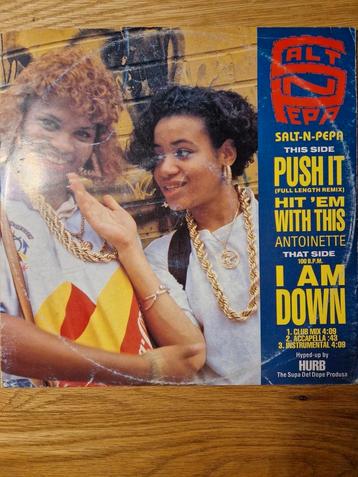 SALT
N
PEPA
SALT-N-PEPA
THIS SIDE
PUSH IT
(FULL LENGTH REMIX)
HIT 'EM
WITH THIS
ANTOINETTE
THAT SIDE
100 B.P.M.
I AM
DOWN
1. CLUB MIX 4:09
2. ACCAPELLA :43
3. INSTRUMENTAL 4:09
Hyped-up by
HURB
The Supa Def Dope Produsa